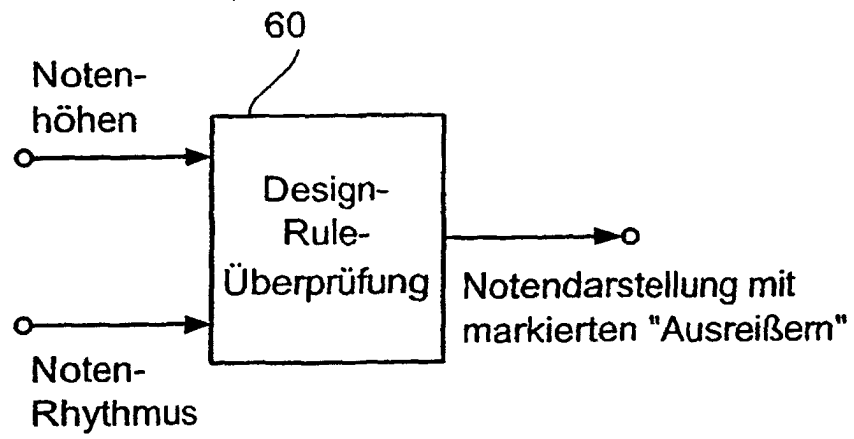 60
Noten-
höhen
Design-
Rule-
Überprüfung
Notendarstellung mit
markierten "Ausreißern"
Noten-
Rhythmus